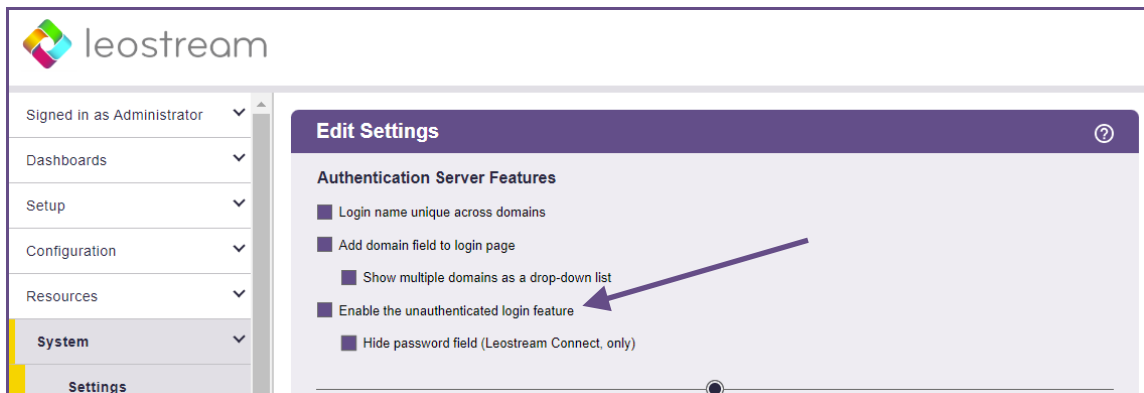 leostream
Signed in as Administrator
Dashboards
Setup
Configuration
Resources
System
Settings
Edit Settings
?
Authentication Server Features
Login name unique across domains
Add domain field to login page
Show multiple domains as a drop-down list
Enable the unauthenticated login feature
Hide password field (Leostream Connect, only)